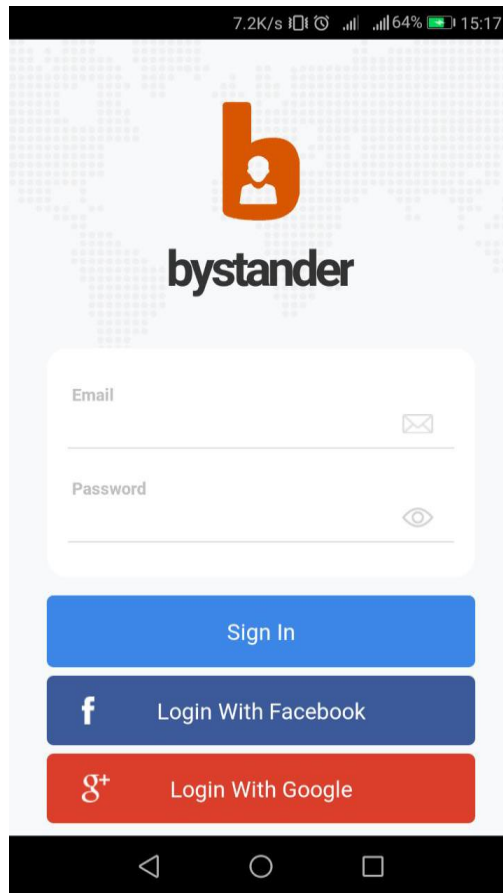 7.2K/s 64% 15:17
b
bystander
Email
Password
Sign In
f Login With Facebook
g+ Login With Google